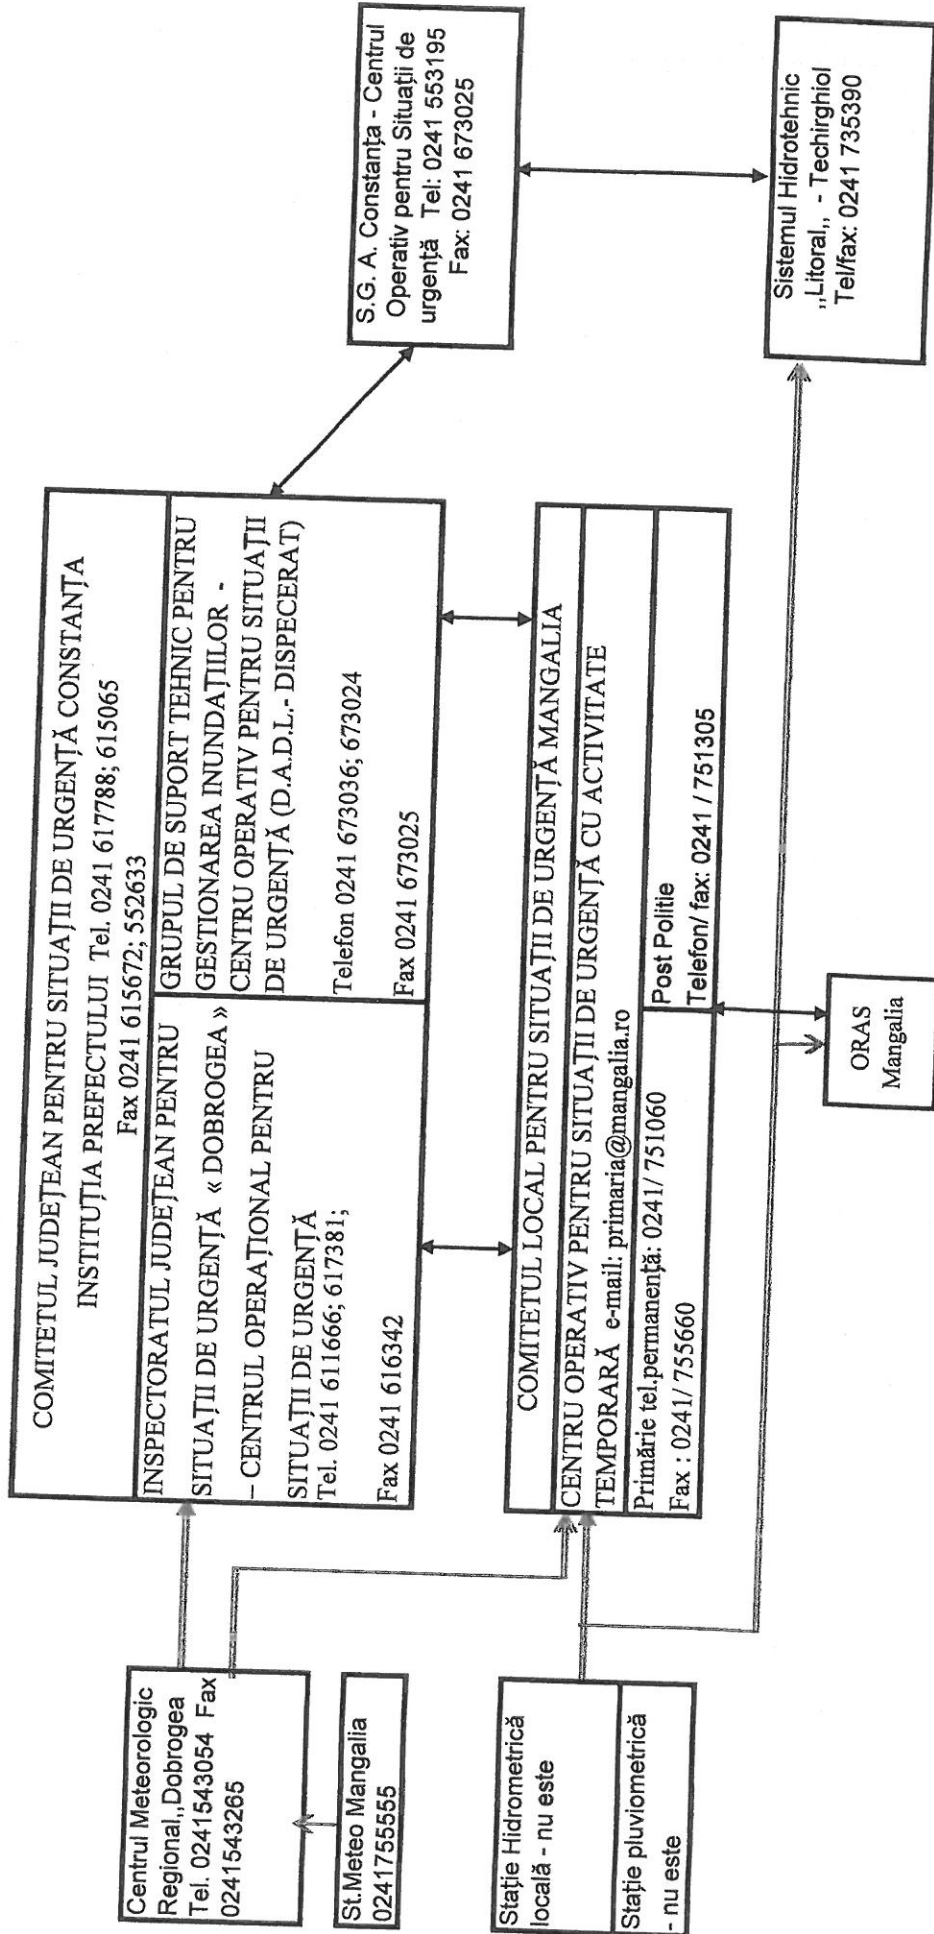 COMITETUL JUDEȚEAN PENTRU SITUAȚII DE URGENȚĂ CONSTANȚA
INSTITUȚIA PREFECTULUI Tel. 0241 617788; 615065
Fax 0241 615672; 552633
INSPECTORATUL JUDEȚEAN PENTRU
SITUAȚII DE URGENȚĂ « DOBROGEA »
– CENTRUL OPERAȚIONAL PENTRU
SITUAȚII DE URGENȚĂ
Tel. 0241 611666; 617381;
Fax 0241 616342
GRUPUL DE SUPORT TEHNIC PENTRU
GESTIONAREA INUNDAȚIILOR -
CENTRU OPERATIV PENTRU SITUAȚII
DE URGENȚĂ (D.A.D.L.- DISPECERAT)
Telefon 0241 673036; 673024
Fax 0241 673025
S.G. A. Constanța - Centrul
Operativ pentru Situații de
urgență Tel: 0241 553195
Fax: 0241 673025
Centrul Meteorologic
Regional,,Dobrogea
Tel. 0241543054 Fax
0241543265
St.Meteo Mangalia
0241755555
COMITETUL LOCAL PENTRU SITUAȚII DE URGENȚĂ MANGALIA
CENTRU OPERATIV PENTRU SITUAȚII DE URGENȚĂ CU ACTIVITATE
TEMPORARĂ e-mail: primaria@mangalia.ro
Primărie tel.permanență: 0241/ 751060
Fax : 0241/ 755660
Post Politie
Telefon/ fax: 0241 / 751305
Stație Hidrometrică
locală - nu este
Stație pluviometrică
- nu este
Sistemul Hidrotehnic
,,Litoral,, - Techirghiol
Tel/fax: 0241 735390
ORAS
Mangalia